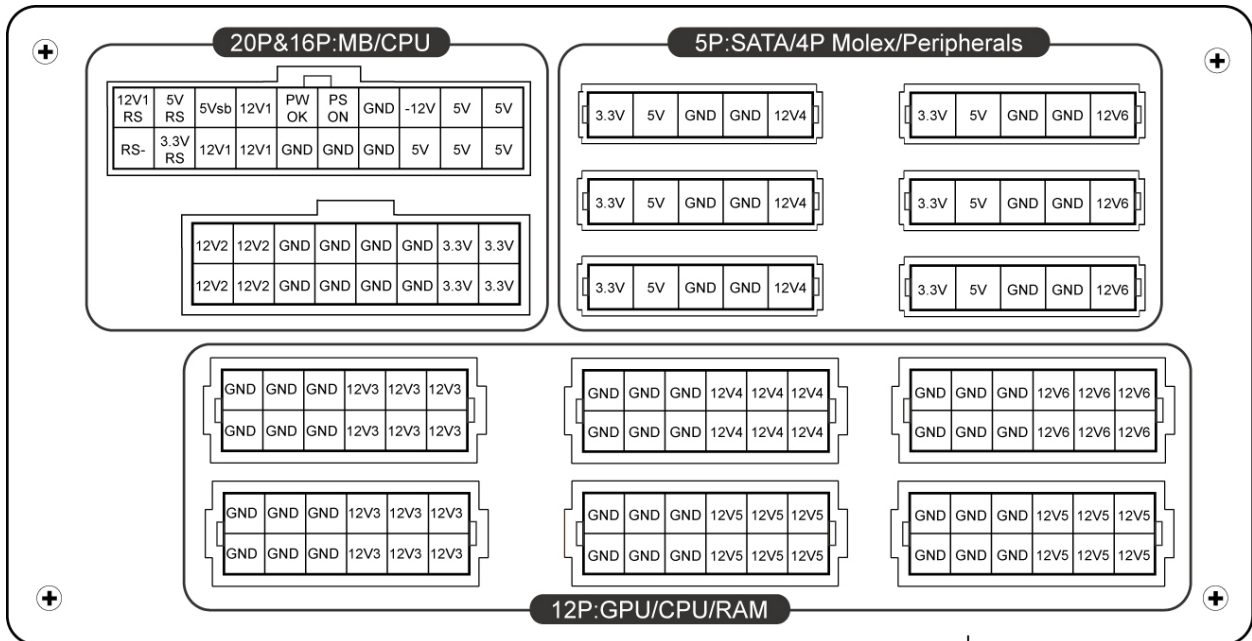 20P&16P:MB/CPU
12V1 RS 5V RS 5Vsb 12V1 PW OK PS ON GND -12V 5V 5V
RS- 3.3V RS 12V1 12V1 GND GND GND 5V 5V 5V
12V2 12V2 GND GND GND GND 3.3V 3.3V
12V2 12V2 GND GND GND GND 3.3V 3.3V
5P:SATA/4P Molex/Peripherals
3.3V 5V GND GND 12V4
3.3V 5V GND GND 12V6
3.3V 5V GND GND 12V4
3.3V 5V GND GND 12V6
3.3V 5V GND GND 12V4
3.3V 5V GND GND 12V6
GND GND GND 12V3 12V3 12V3
GND GND GND 12V3 12V3 12V3
GND GND GND 12V4 12V4 12V4
GND GND GND 12V4 12V4 12V4
GND GND GND 12V6 12V6 12V6
GND GND GND 12V6 12V6 12V6
GND GND GND 12V3 12V3 12V3
GND GND GND 12V3 12V3 12V3
GND GND GND 12V5 12V5 12V5
GND GND GND 12V5 12V5 12V5
GND GND GND 12V5 12V5 12V5
GND GND GND 12V5 12V5 12V5
12P:GPU/CPU/RAM